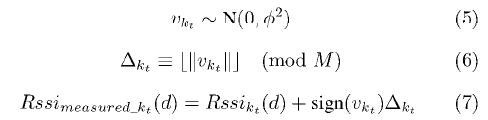 v_{k_t} ∼ N(0, ϕ²) (5)
Δ_{k_t} ≡ ⌊‖v_{k_t}‖⌋ (mod M) (6)
Rssi_{measured_k_t}(d) = Rssi_{k_t}(d) + sign(v_{k_t})Δ_{k_t} (7)